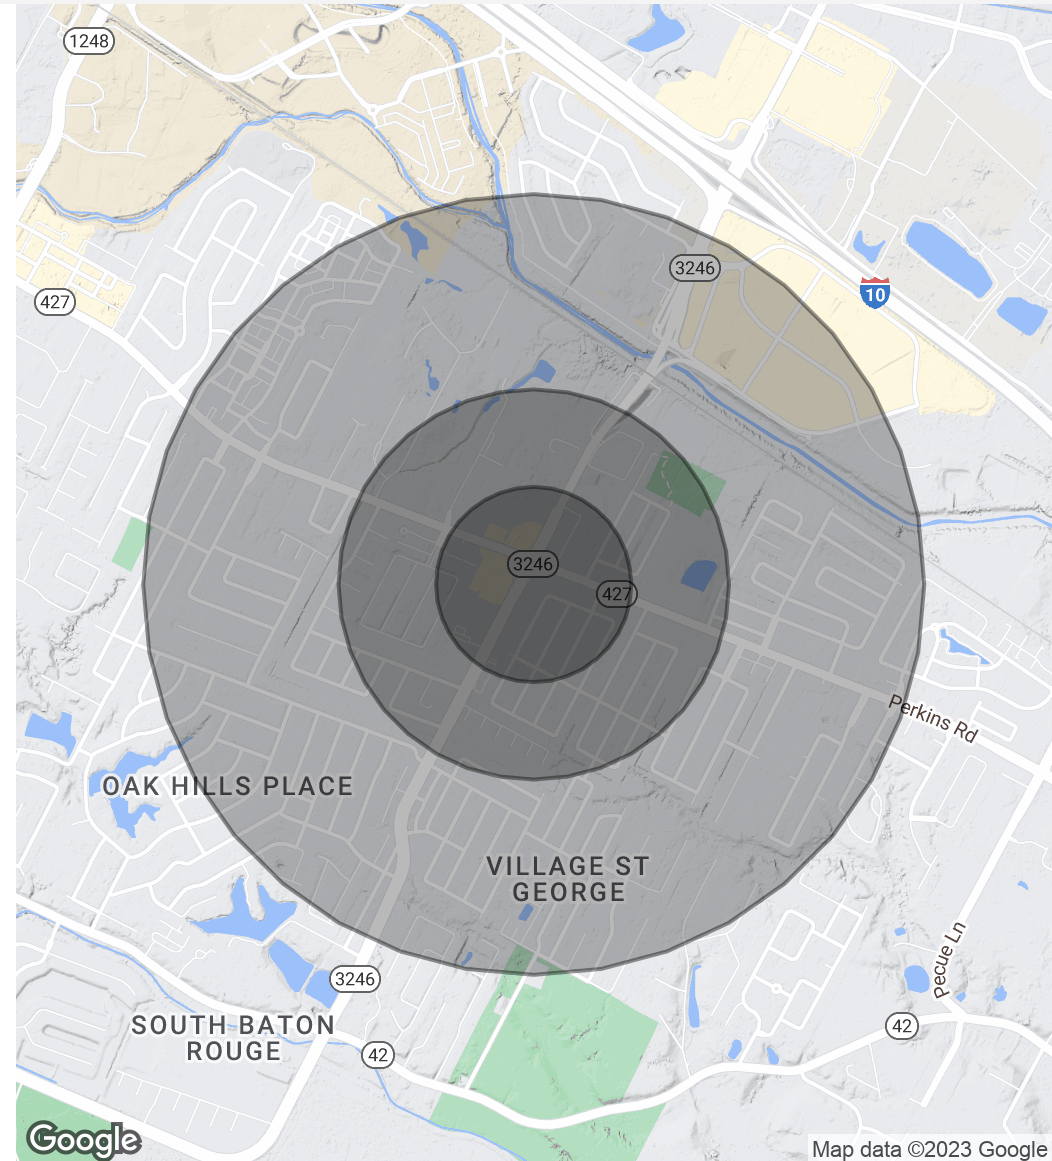 1248
3246
10
427
3246
427
Perkins Rd
OAK HILLS PLACE
VILLAGE ST
GEORGE
Pecue Ln
3246
SOUTH BATON
ROUGE
42
42
Google
Map data ©2023 Google